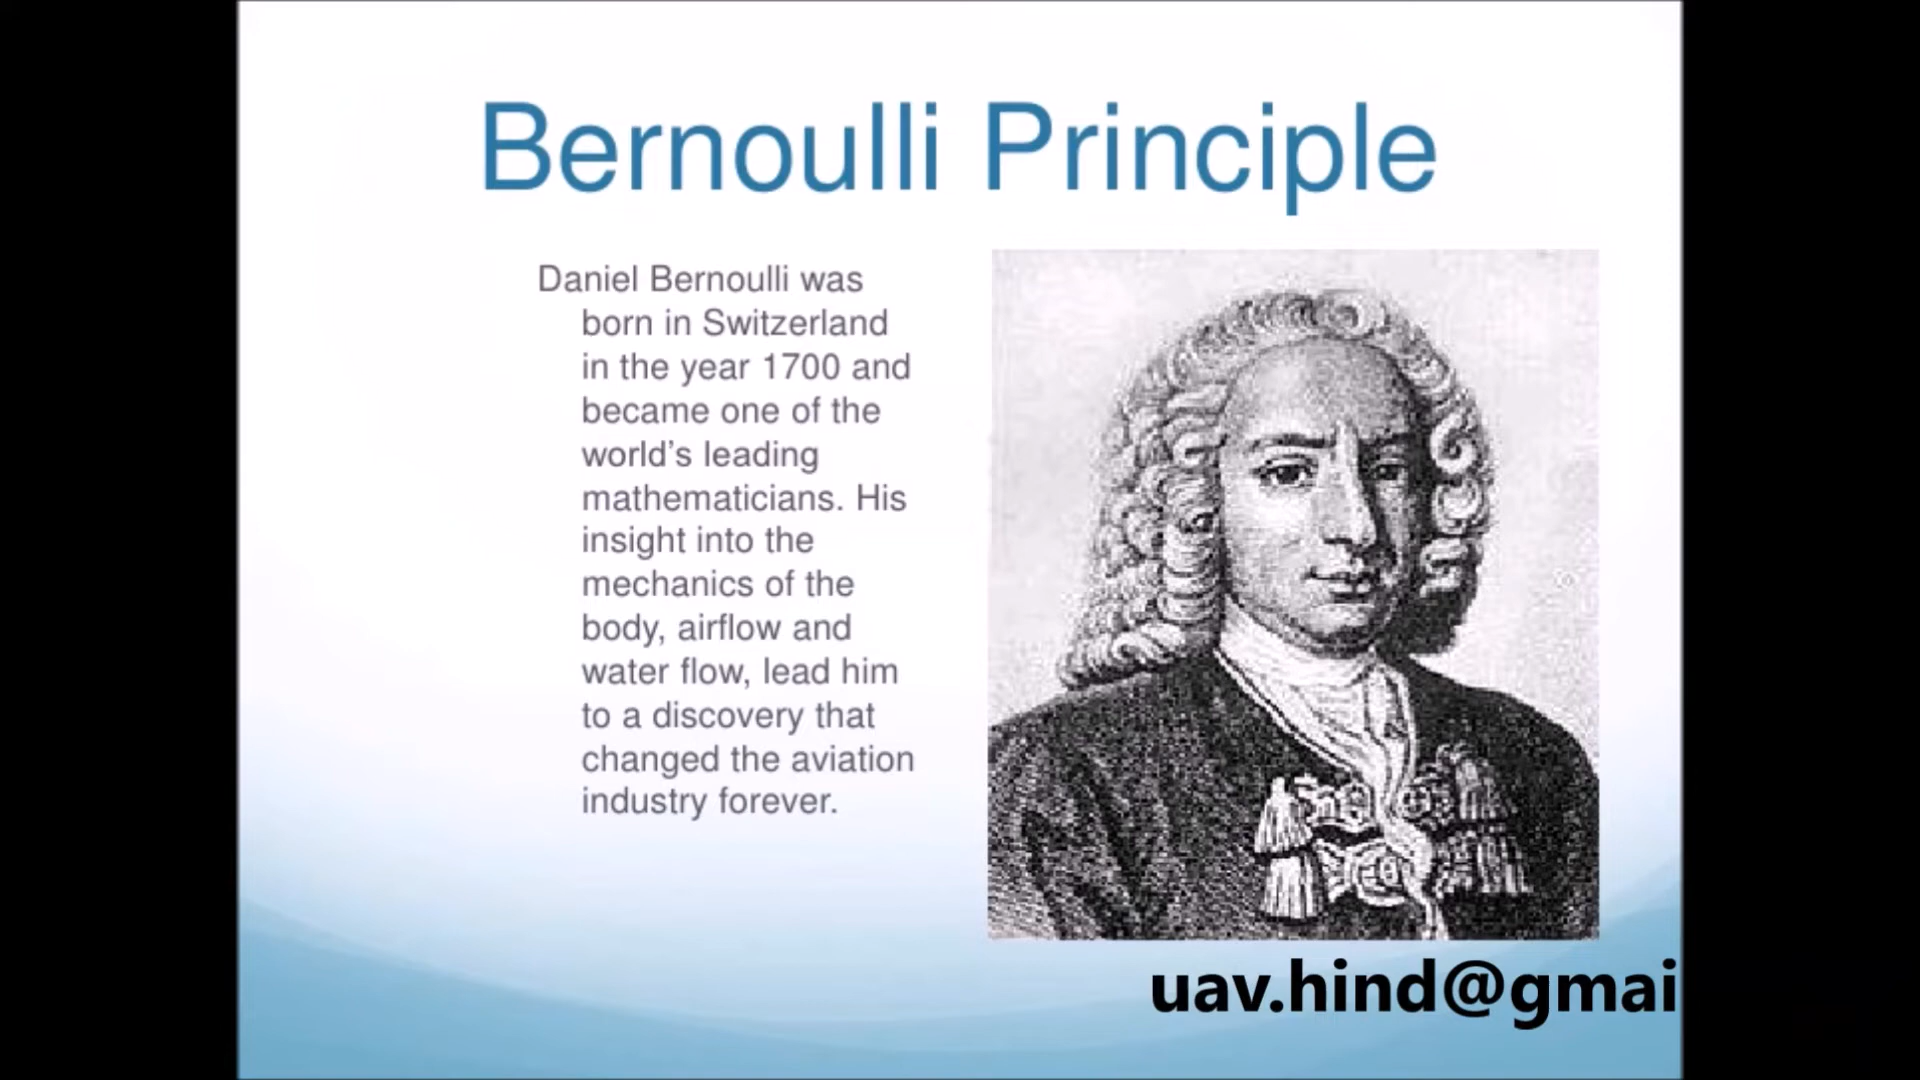 Bernoulli Principle
Daniel Bernoulli was
born in Switzerland
in the year 1700 and
became one of the
world’s leading
mathematicians. His
insight into the
mechanics of the
body, airflow and
water flow, lead him
to a discovery that
changed the aviation
industry forever.
uav.hind@gmai